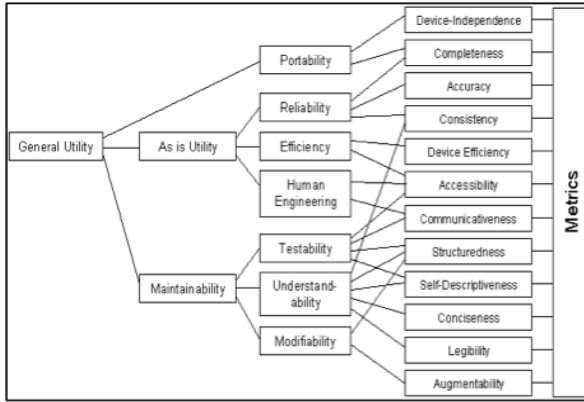 General Utility
As is Utility
Maintainability
Portability
Reliability
Efficiency
Human
Engineering
Testability
Understand-
ability
Modifiability
Device-Independence
Completeness
Accuracy
Consistency
Device Efficiency
Accessibility
Communicativeness
Structuredness
Self-Descriptiveness
Conciseness
Legibility
Augmentability
Metrics